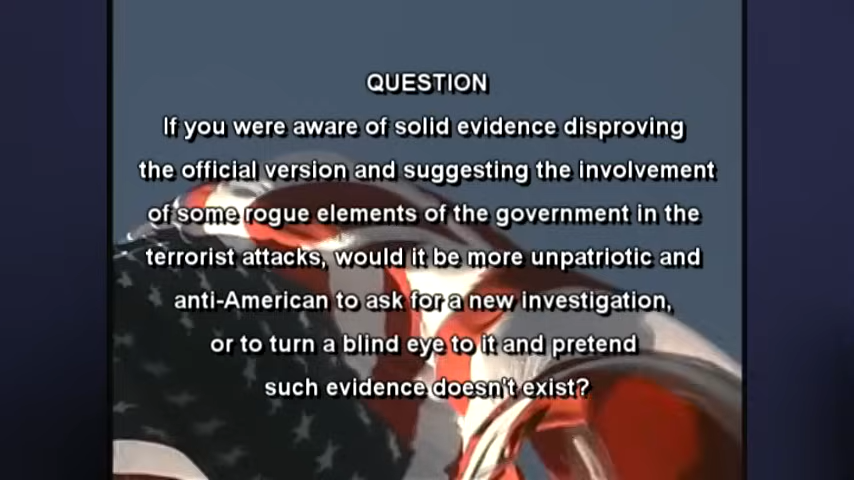 QUESTION
If you were aware of solid evidence disproving
the official version and suggesting the involvement
of some rogue elements of the government in the
terrorist attacks, would it be more unpatriotic and
anti-American to ask for a new investigation,
or to turn a blind eye to it and pretend
such evidence doesn't exist?